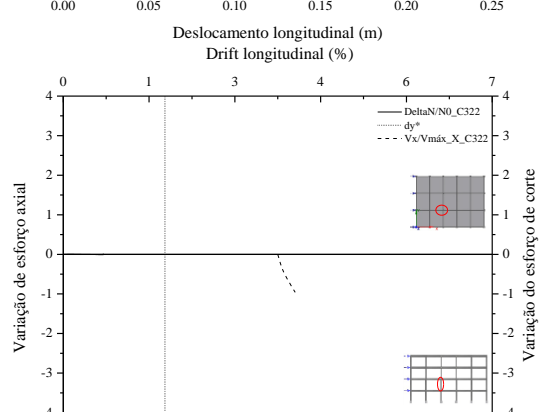 0.00 0.05 0.10 0.15 0.20 0.25
Deslocamento longitudinal (m)
Drift longitudinal (%)
0 1 3 4 6 7
4 4
DeltaN/N0_C322
dy*
Vx/Vmáx_X_C322
3 3
2 2
1 1
0 0
-1 -1
-2 -2
-3 -3
-4 -4
Variação de esforço axial
Variação do esforço de corte